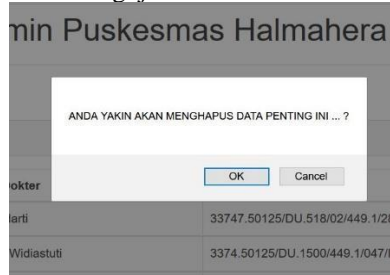 min Puskesmas Halmahera
ANDA YAKIN AKAN MENGHAPUS DATA PENTING INI ... ?
OK Cancel
okter
arti 33747.50125/DU.518/02/449.1/2
Widiastuti 3374.50125/DU.1500/449.1/047/